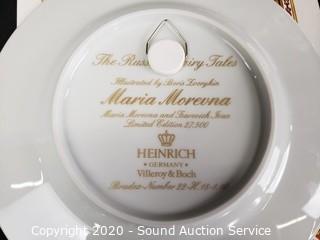 The Russian Fairy Tales
Illustrated by Boris Zvorykin
Maria Morevna
Maria Morevna and Tsarevich Ivan
Limited Edition 27,500
HEINRICH
GERMANY
Villeroy & Boch
Copyright © 2020 - Sound Auction Service